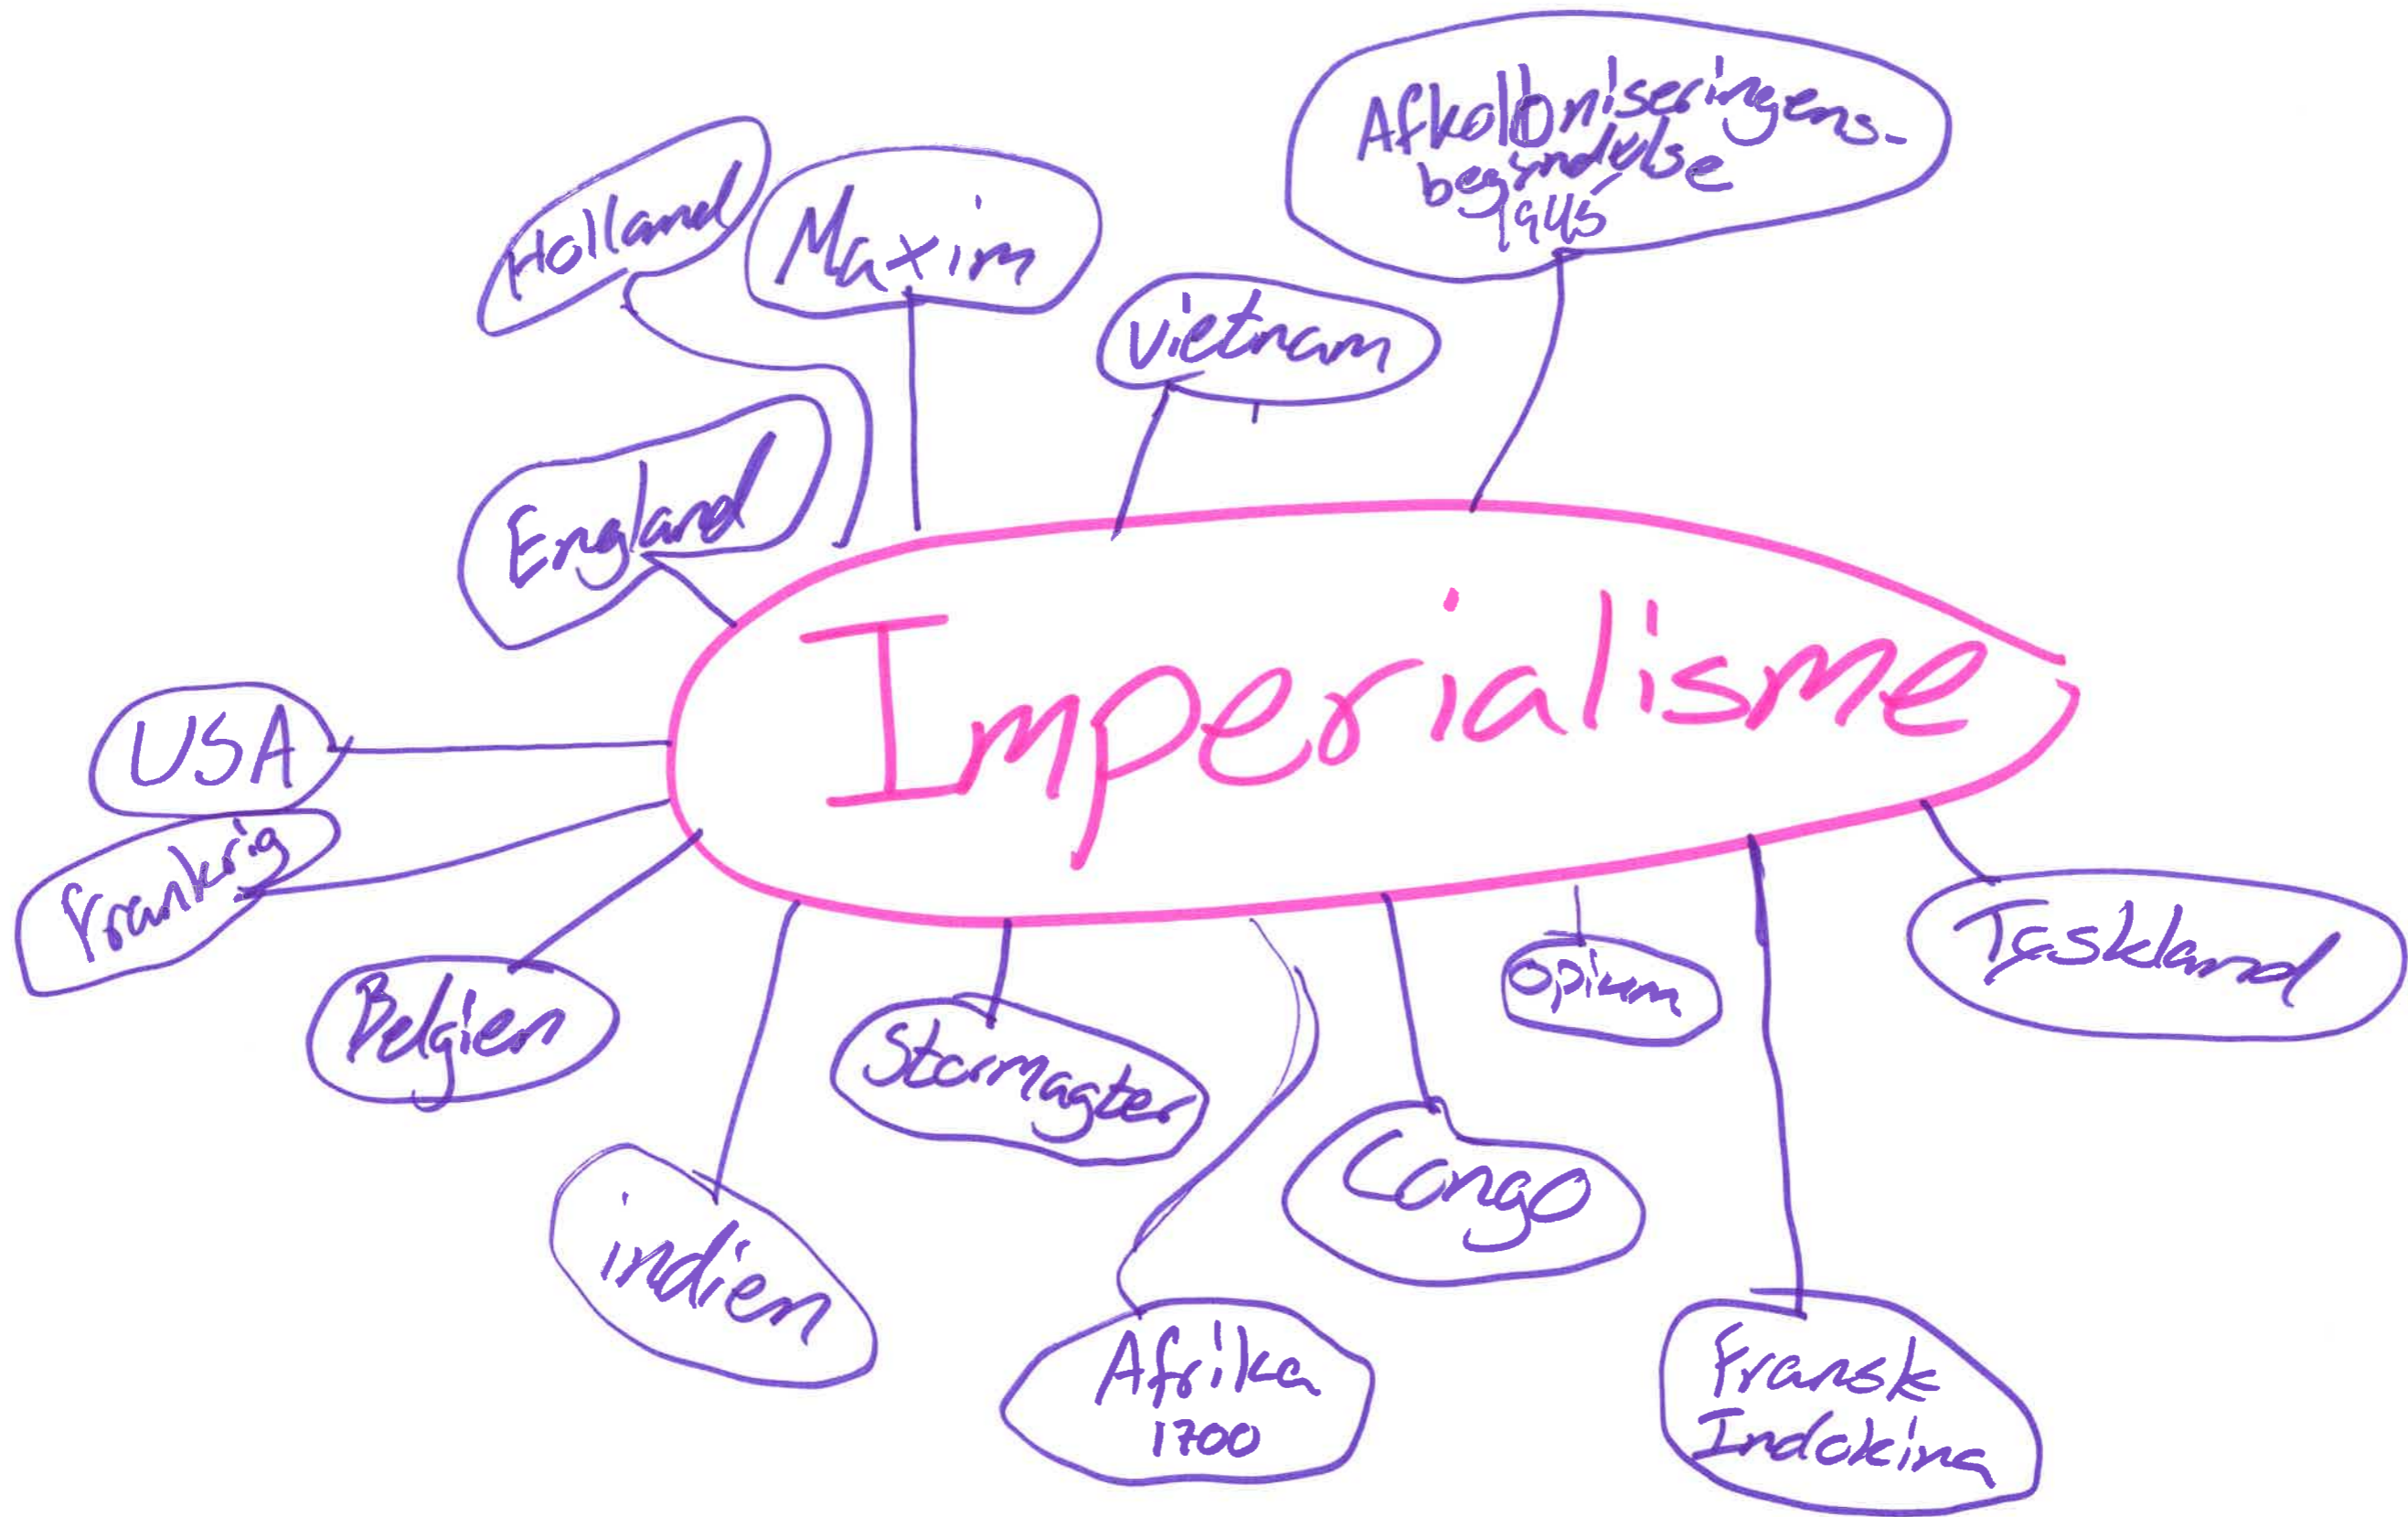 Afkoloniseringens-
begyndelse
1945
Holland
Maxim
Vietnam
England
Imperialisme
USA
Frankrig
Belgien
Stormagter
Opium
Tyskland
indien
Congo
Afrika
1700
Fransk
Indokina